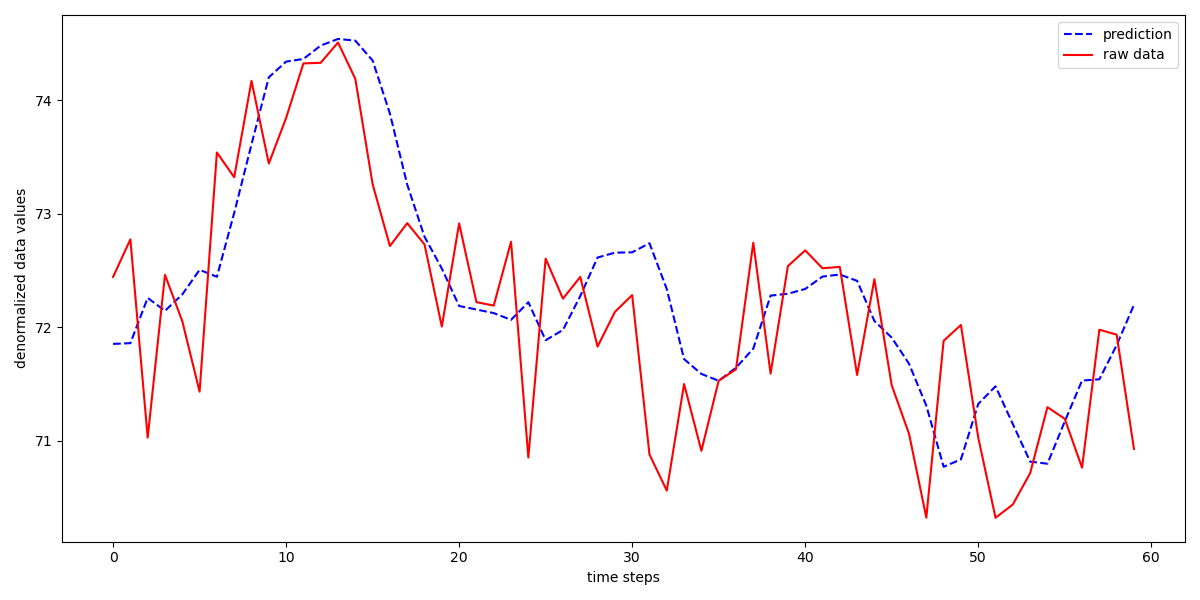 prediction
raw data
74
73
72
71
denormalized data values
0 10 20 30 40 50 60
time steps